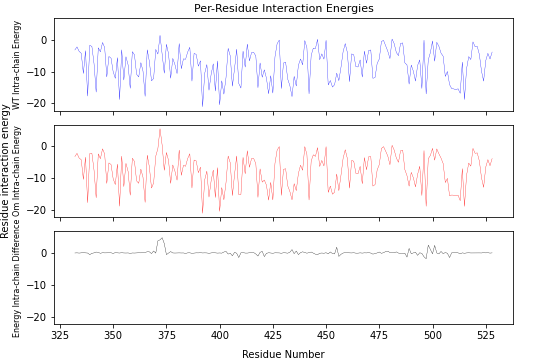 Per-Residue Interaction Energies
WT Intra-chain Energy
0
−10
−20
Residue interaction energy
Om Intra-chain Energy
0
−10
−20
Energy Intra-chain Difference
0
−10
−20
325 350 375 400 425 450 475 500 525
Residue Number